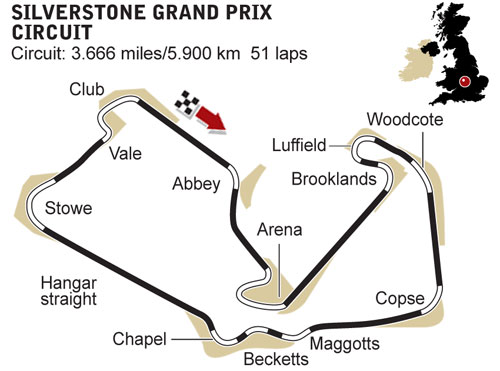 SILVERSTONE GRAND PRIX
CIRCUIT
Circuit: 3.666 miles/5.900 km 51 laps
Club
Woodcote
Luffield
Vale
Abbey
Brooklands
Stowe
Arena
Hangar
straight
Copse
Chapel
Maggotts
Becketts